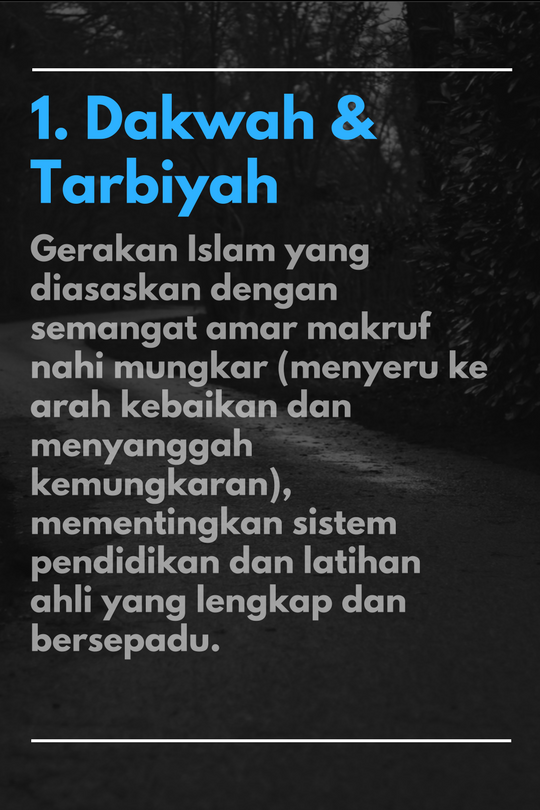 1. Dakwah &
Tarbiyah
Gerakan Islam yang
diasaskan dengan
semangat amar makruf
nahi mungkar (menyeru ke
arah kebaikan dan
menyanggah
kemungkaran),
mementingkan sistem
pendidikan dan latihan
ahli yang lengkap dan
bersepadu.